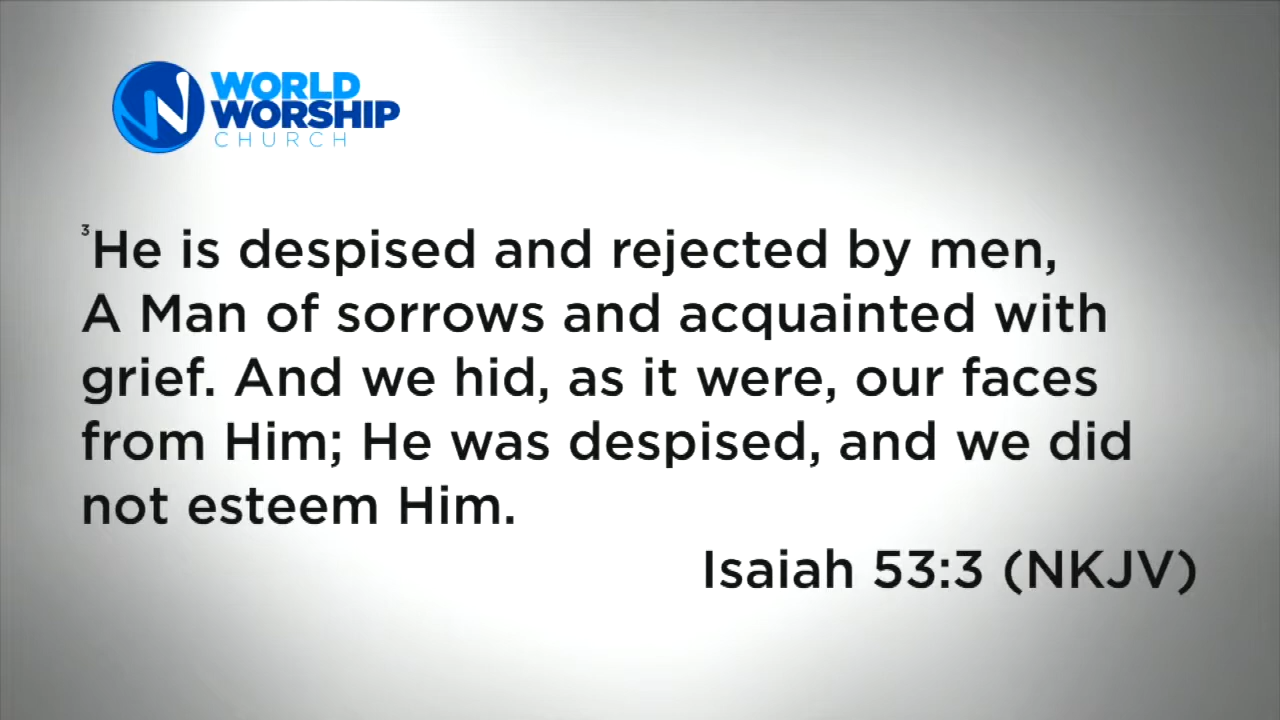 WORLD
WORSHIP
CHURCH
³He is despised and rejected by men,
A Man of sorrows and acquainted with
grief. And we hid, as it were, our faces
from Him; He was despised, and we did
not esteem Him.
Isaiah 53:3 (NKJV)